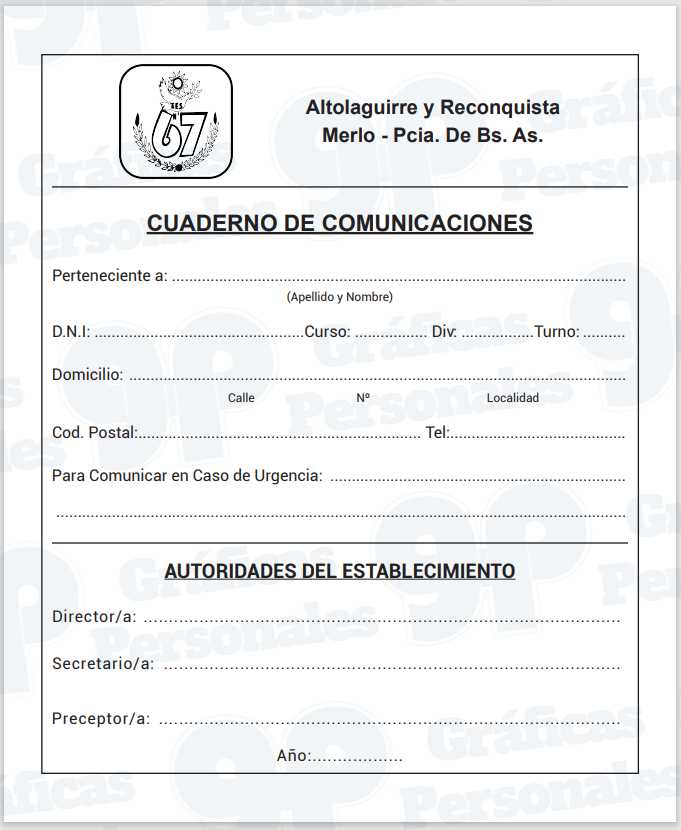 E.E.S.
N°
67
Altolaguirre y Reconquista
Merlo - Pcia. De Bs. As.
CUADERNO DE COMUNICACIONES
Perteneciente a: ..........................................................................................................
(Apellido y Nombre)
D.N.I: .................................................Curso: ................. Div: .................Turno: ..........
Domicilio: .....................................................................................................................
Calle Nº Localidad
Cod. Postal:.................................................................. Tel:.........................................
Para Comunicar en Caso de Urgencia: .....................................................................
.....................................................................................................................................
AUTORIDADES DEL ESTABLECIMIENTO
Director/a: ...........................................................................
Secretario/a: ........................................................................
Preceptor/a: .........................................................................
Año:..................
gp Gráficas Personales